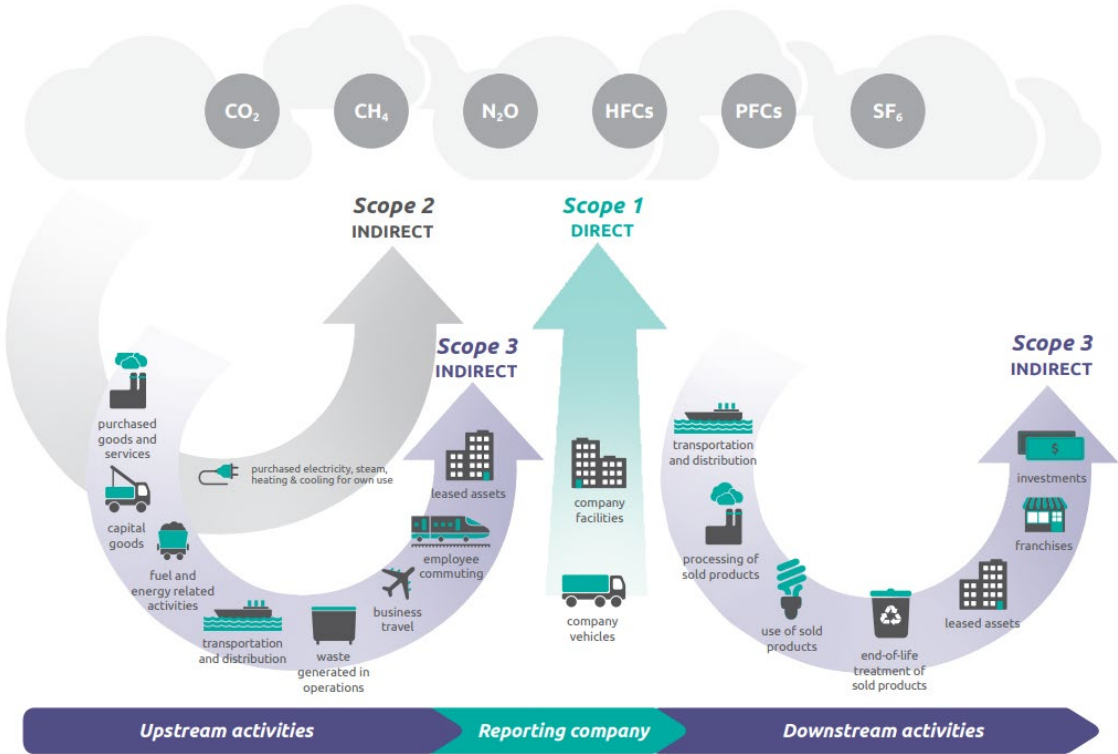 CO₂
CH₄
N₂O
HFCs
PFCs
SF₆
Scope 2
INDIRECT
Scope 1
DIRECT
Scope 3
INDIRECT
Scope 3
INDIRECT
purchased
goods and
services
capital
goods
fuel and
energy related
activities
transportation
and distribution
waste
generated in
operations
business
travel
employee
commuting
leased assets
purchased electricity, steam,
heating & cooling for own use
company
facilities
company
vehicles
transportation
and distribution
processing of
sold products
use of sold
products
end-of-life
treatment of
sold products
leased assets
franchises
investments
$
Upstream activities
Reporting company
Downstream activities